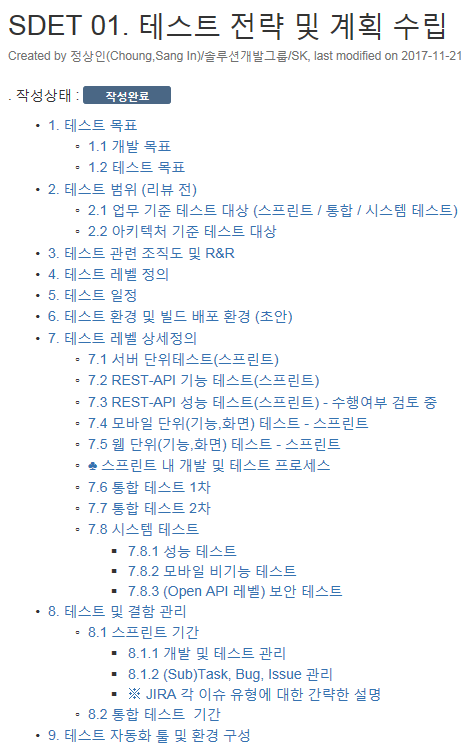 SDET 01. 테스트 전략 및 계획 수립
Created by 정상인(Choung,Sang In)/솔루션개발그룹/SK, last modified on 2017-11-21
. 작성상태 : 작성완료
• 1. 테스트 목표
▫ 1.1 개발 목표
▫ 1.2 테스트 목표
• 2. 테스트 범위 (리뷰 전)
▫ 2.1 업무 기준 테스트 대상 (스프린트 / 통합 / 시스템 테스트)
▫ 2.2 아키텍처 기준 테스트 대상
• 3. 테스트 관련 조직도 및 R&R
• 4. 테스트 레벨 정의
• 5. 테스트 일정
• 6. 테스트 환경 및 빌드 배포 환경 (초안)
• 7. 테스트 레벨 상세정의
▫ 7.1 서버 단위테스트(스프린트)
▫ 7.2 REST-API 기능 테스트(스프린트)
▫ 7.3 REST-API 성능 테스트(스프린트) - 수행여부 검토 중
▫ 7.4 모바일 단위(기능,화면) 테스트 - 스프린트
▫ 7.5 웹 단위(기능,화면) 테스트 - 스프린트
▫ ♣ 스프린트 내 개발 및 테스트 프로세스
▫ 7.6 통합 테스트 1차
▫ 7.7 통합 테스트 2차
▫ 7.8 시스템 테스트
▪ 7.8.1 성능 테스트
▪ 7.8.2 모바일 비기능 테스트
▪ 7.8.3 (Open API 레벨) 보안 테스트
• 8. 테스트 및 결함 관리
▫ 8.1 스프린트 기간
▪ 8.1.1 개발 및 테스트 관리
▪ 8.1.2 (Sub)Task, Bug, Issue 관리
▪ ※ JIRA 각 이슈 유형에 대한 간략한 설명
▫ 8.2 통합 테스트 기간
• 9. 테스트 자동화 툴 및 환경 구성